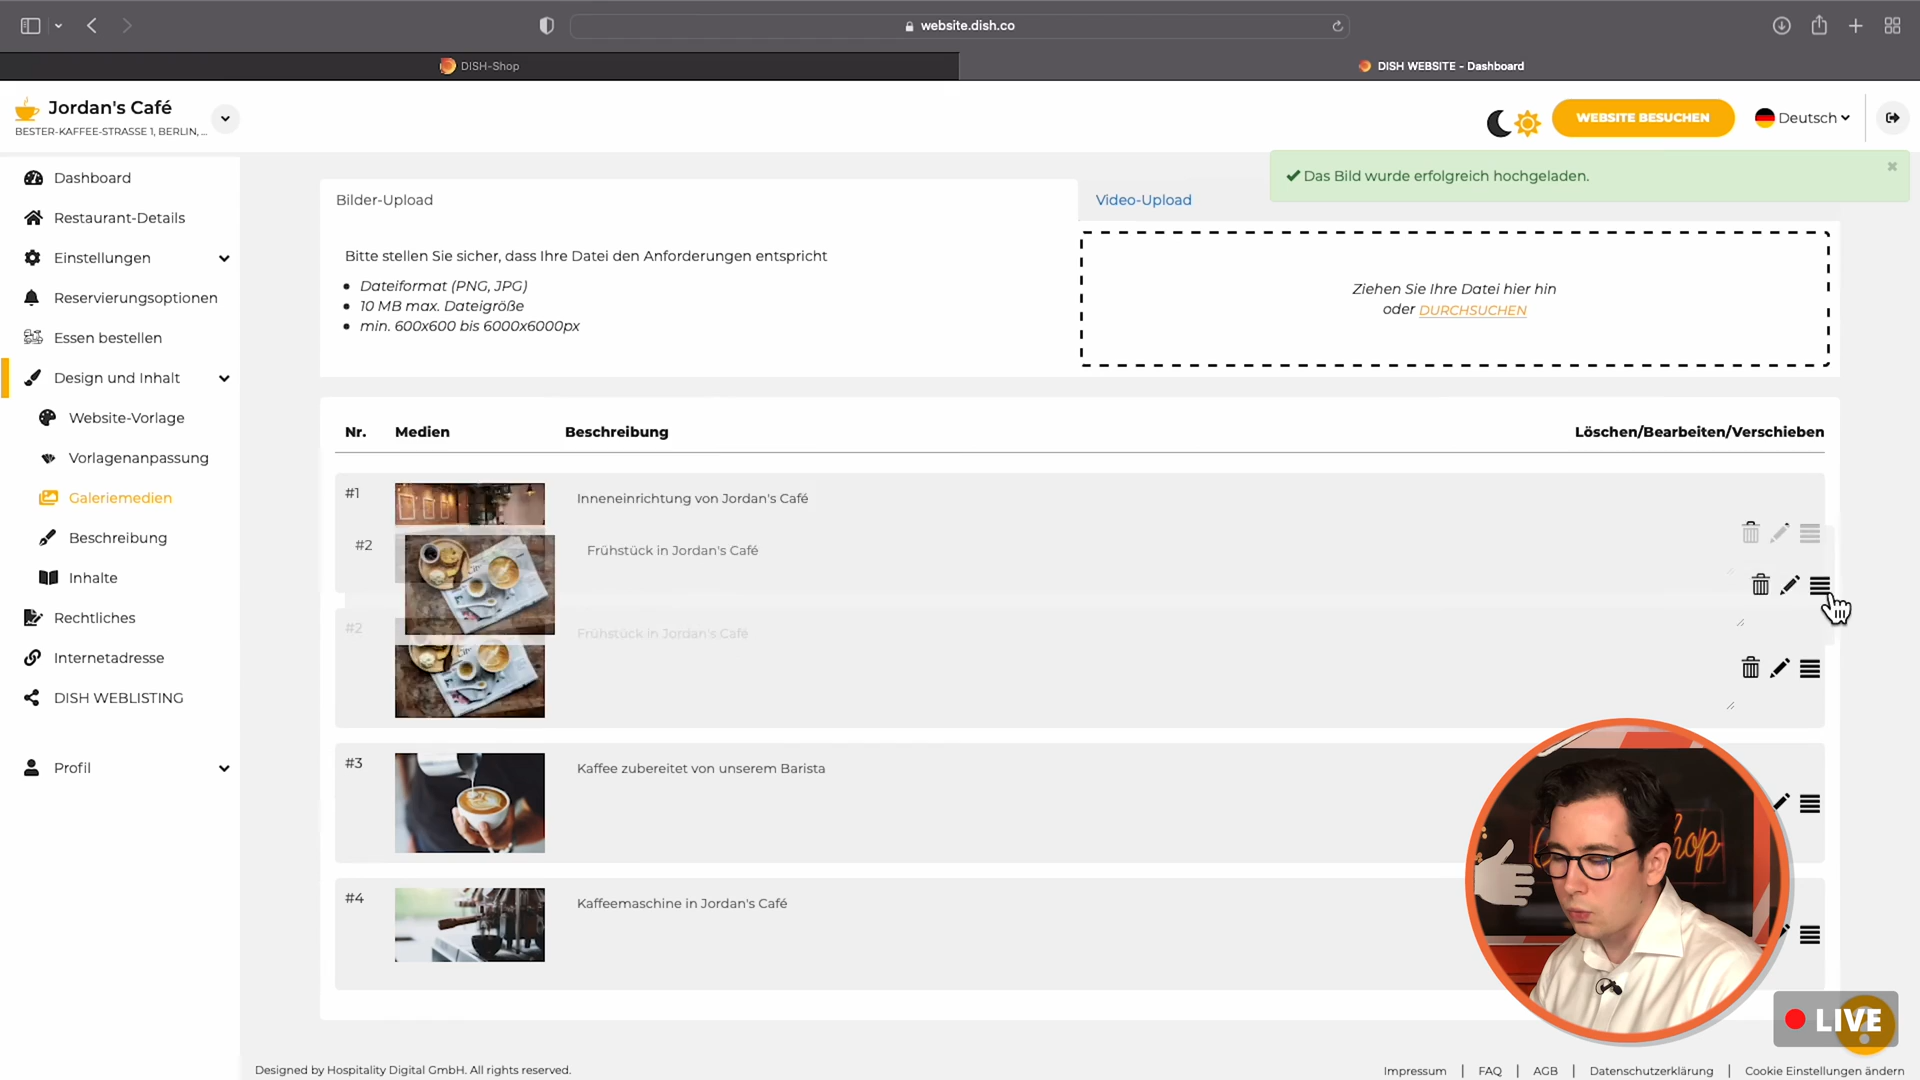 website.dish.co
DISH-Shop
DISH WEBSITE - Dashboard
Jordan's Café
BESTER-KAFFEE-STRASSE 1, BERLIN, ...
WEBSITE BESUCHEN
Deutsch
Das Bild wurde erfolgreich hochgeladen.
Dashboard
Restaurant-Details
Einstellungen
Reservierungsoptionen
Essen bestellen
Design und Inhalt
Website-Vorlage
Vorlagenanpassung
Galeriemedien
Beschreibung
Inhalte
Rechtliches
Internetadresse
DISH WEBLISTING
Profil
Bilder-Upload
Video-Upload
Bitte stellen Sie sicher, dass Ihre Datei den Anforderungen entspricht
Dateiformat (PNG, JPG)
10 MB max. Dateigröße
min. 600x600 bis 6000x6000px
Ziehen Sie Ihre Datei hier hin
oder DURCHSUCHEN
Nr. Medien Beschreibung Löschen/Bearbeiten/Verschieben
#1 Inneneinrichtung von Jordan's Café
#2 Frühstück in Jordan's Café
#2 Frühstück in Jordan's Café
#3 Kaffee zubereitet von unserem Barista
#4 Kaffeemaschine in Jordan's Café
LIVE
Designed by Hospitality Digital GmbH. All rights reserved.
Impressum | FAQ | AGB | Datenschutzerklärung | Cookie Einstellungen ändern